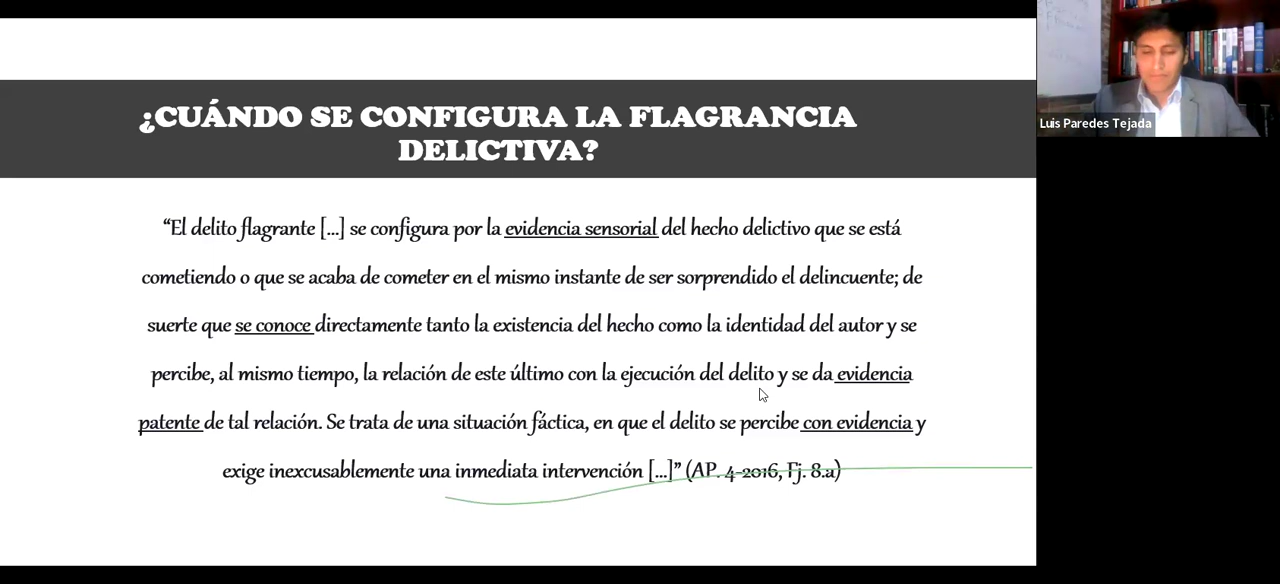 ¿CUÁNDO SE CONFIGURA LA FLAGRANCIA
DELICTIVA?
“El delito flagrante [...] se configura por la evidencia sensorial del hecho delictivo que se está
cometiendo o que se acaba de cometer en el mismo instante de ser sorprendido el delincuente; de
suerte que se conoce directamente tanto la existencia del hecho como la identidad del autor y se
percibe, al mismo tiempo, la relación de este último con la ejecución del delito y se da evidencia
patente de tal relación. Se trata de una situación fáctica, en que el delito se percibe con evidencia y
exige inexcusablemente una inmediata intervención [...]” (AP. 4-2016, Fj. 8.a)
Luis Paredes Tejada